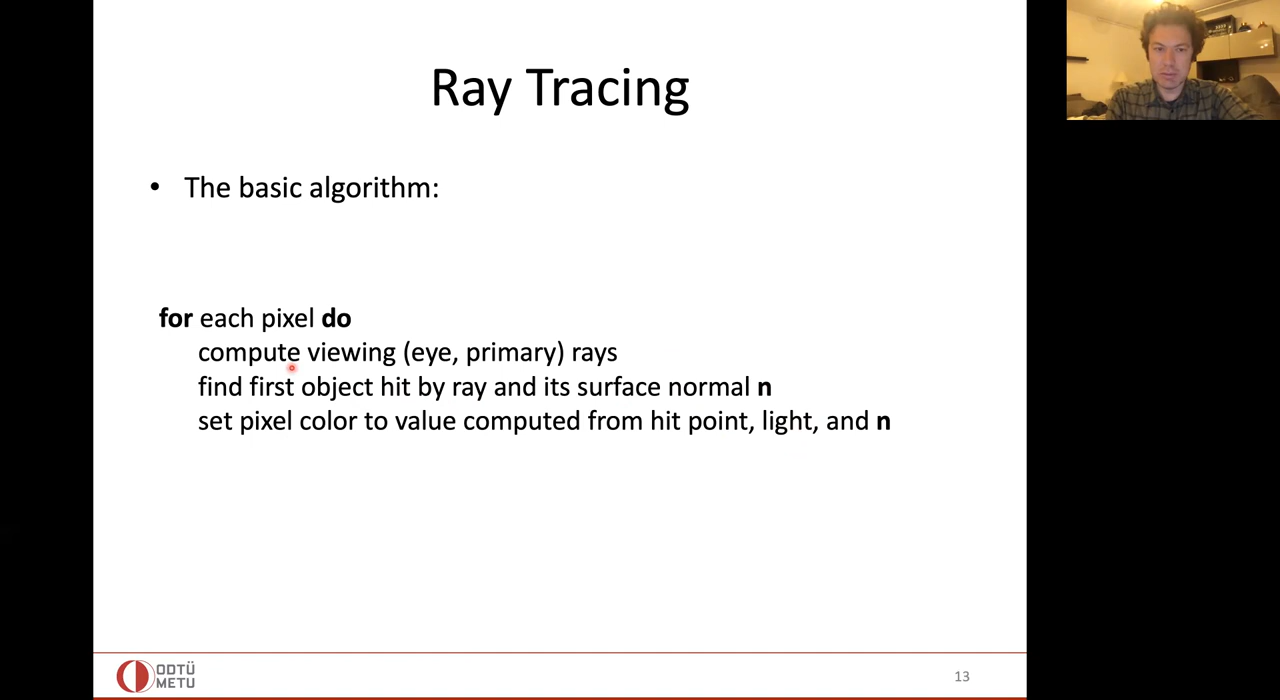 Ray Tracing
• The basic algorithm:
for each pixel do
compute viewing (eye, primary) rays
find first object hit by ray and its surface normal n
set pixel color to value computed from hit point, light, and n
ODTÜ
METU
13